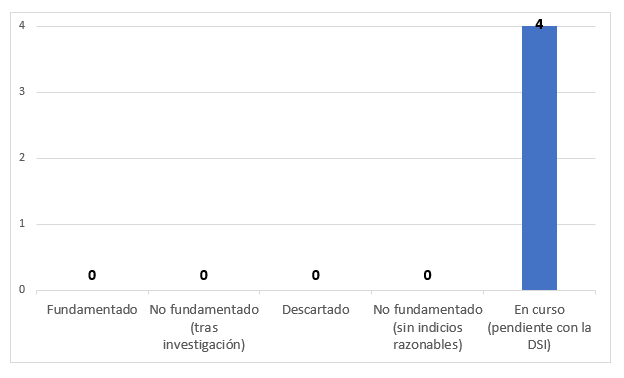 4
3
2
1
0
4
0
0
0
0
Fundamentado
No fundamentado
(tras
investigación)
Descartado
No fundamentado
(sin indicios
razonables)
En curso
(pendiente con la
DSI)